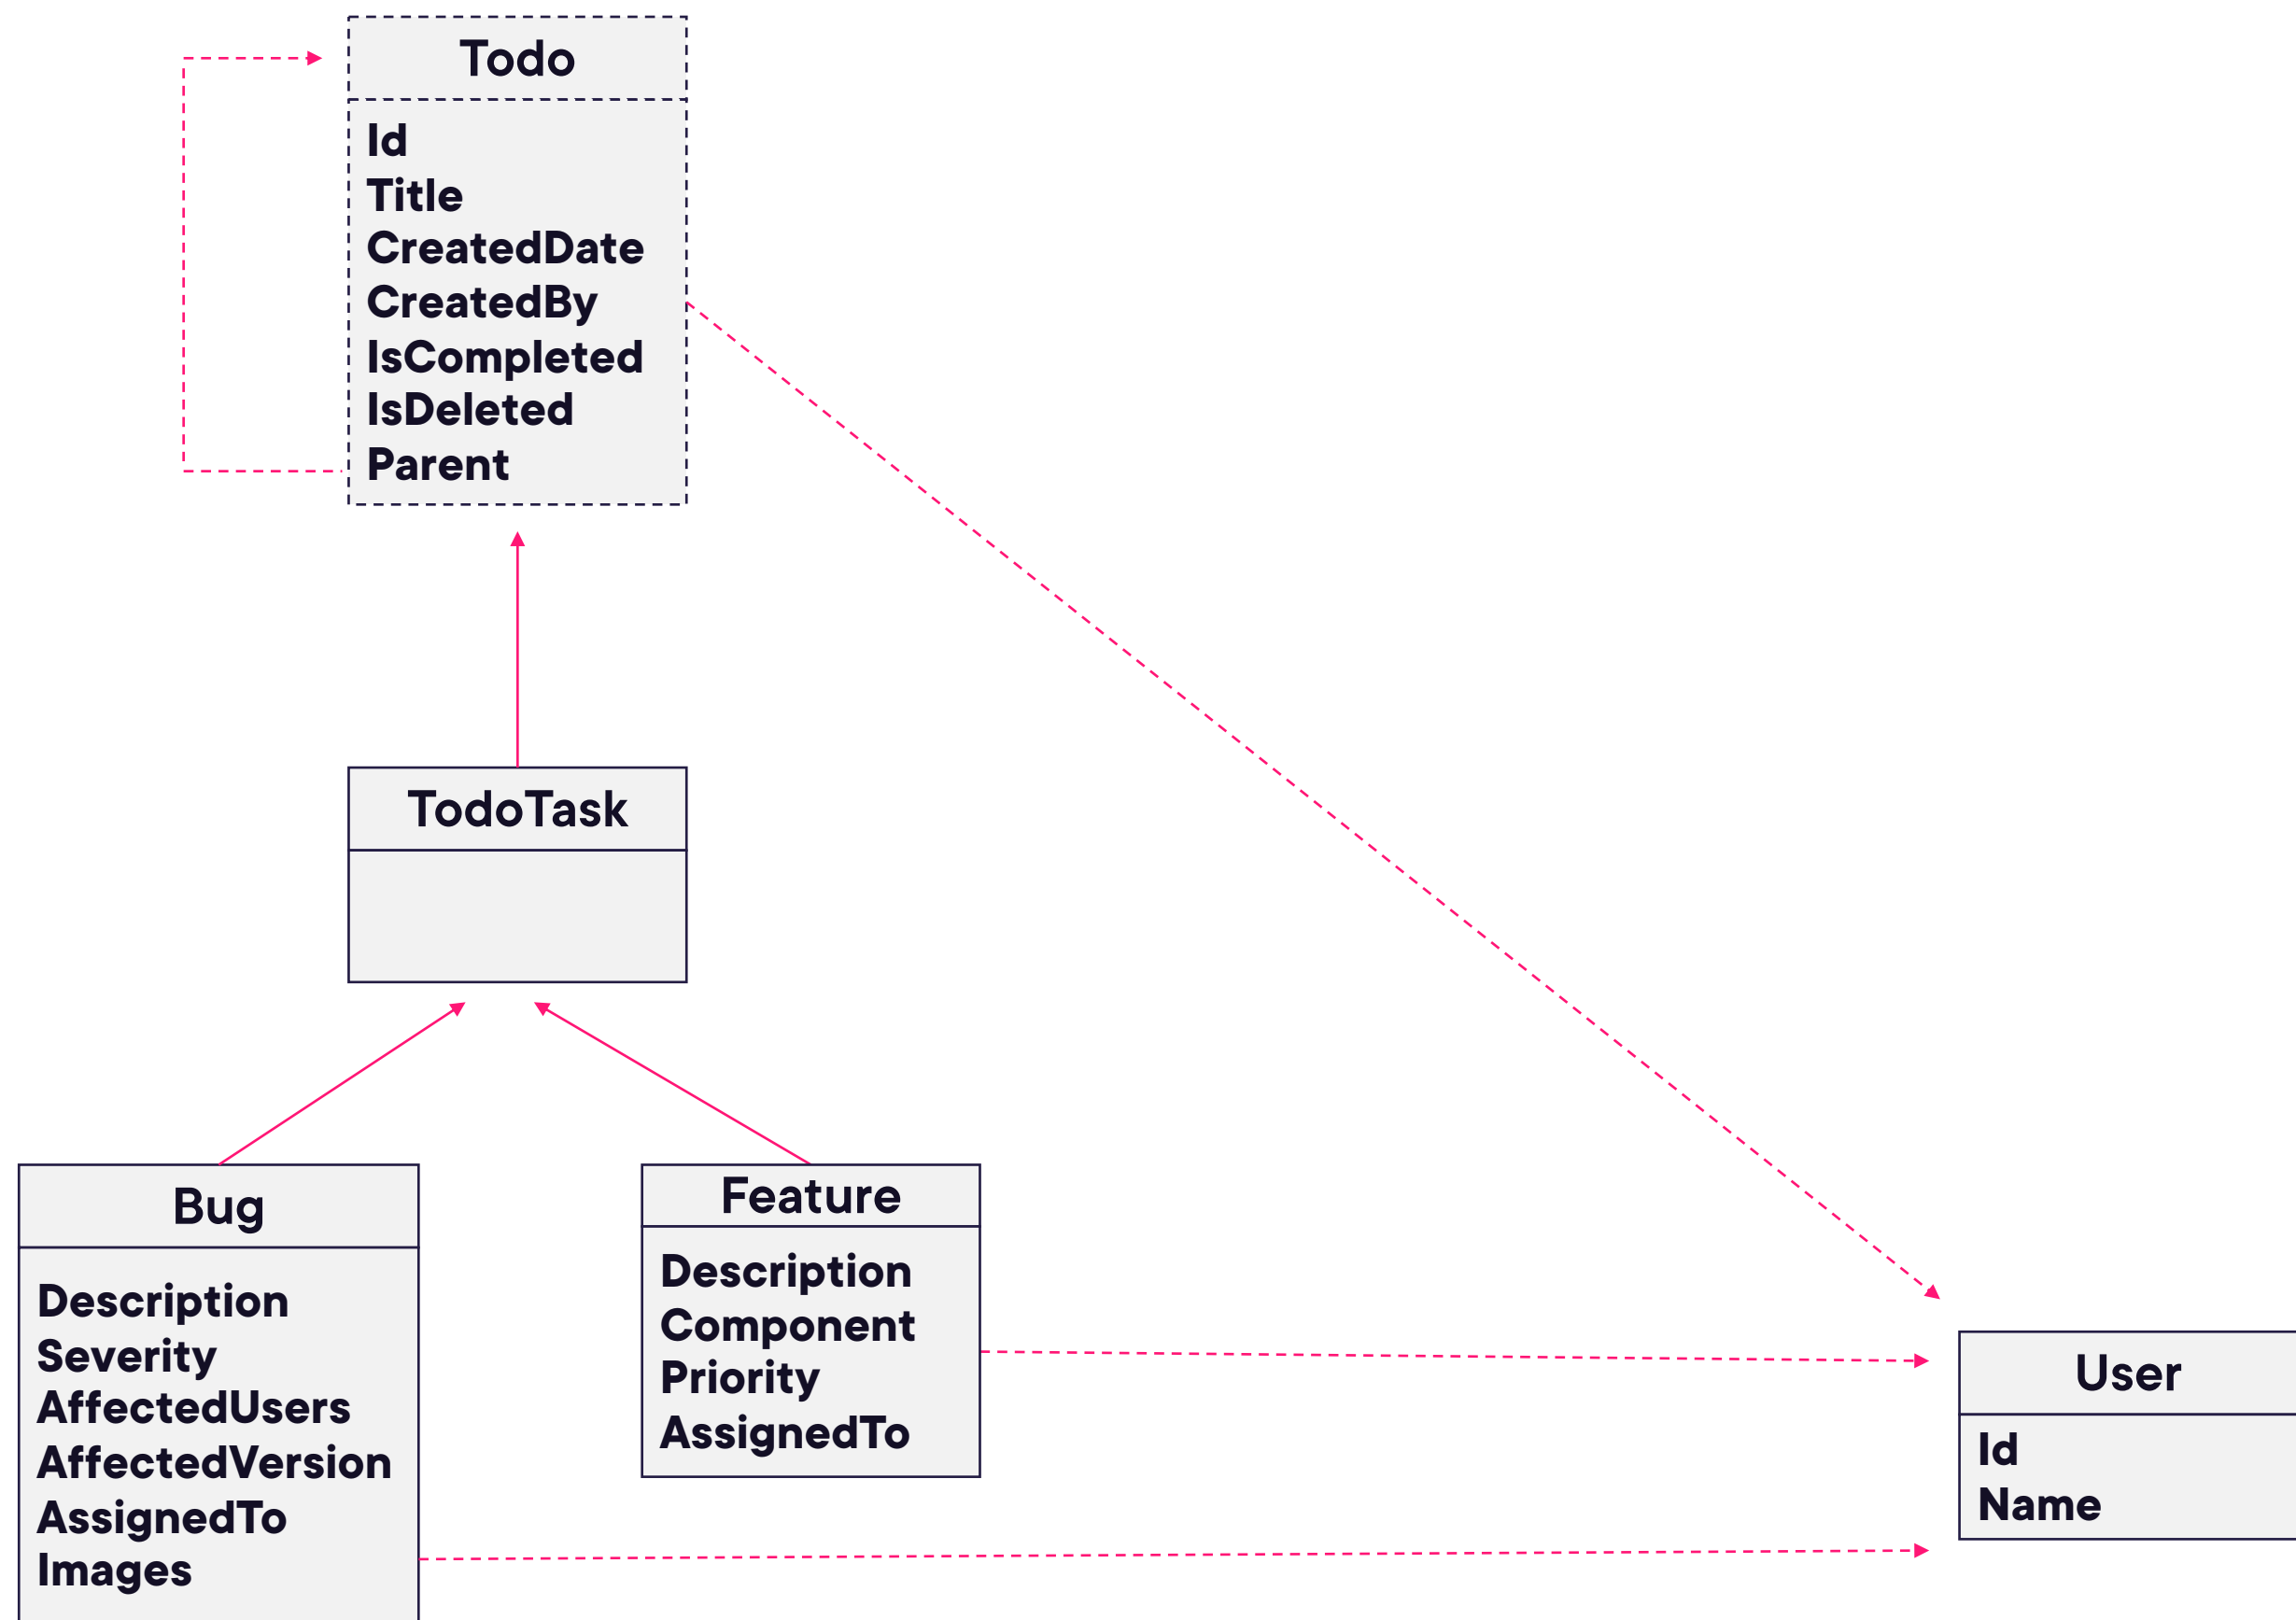 Todo
Id
Title
CreatedDate
CreatedBy
IsCompleted
IsDeleted
Parent
TodoTask
Bug
Description
Severity
AffectedUsers
AffectedVersion
AssignedTo
Images
Feature
Description
Component
Priority
AssignedTo
User
Id
Name